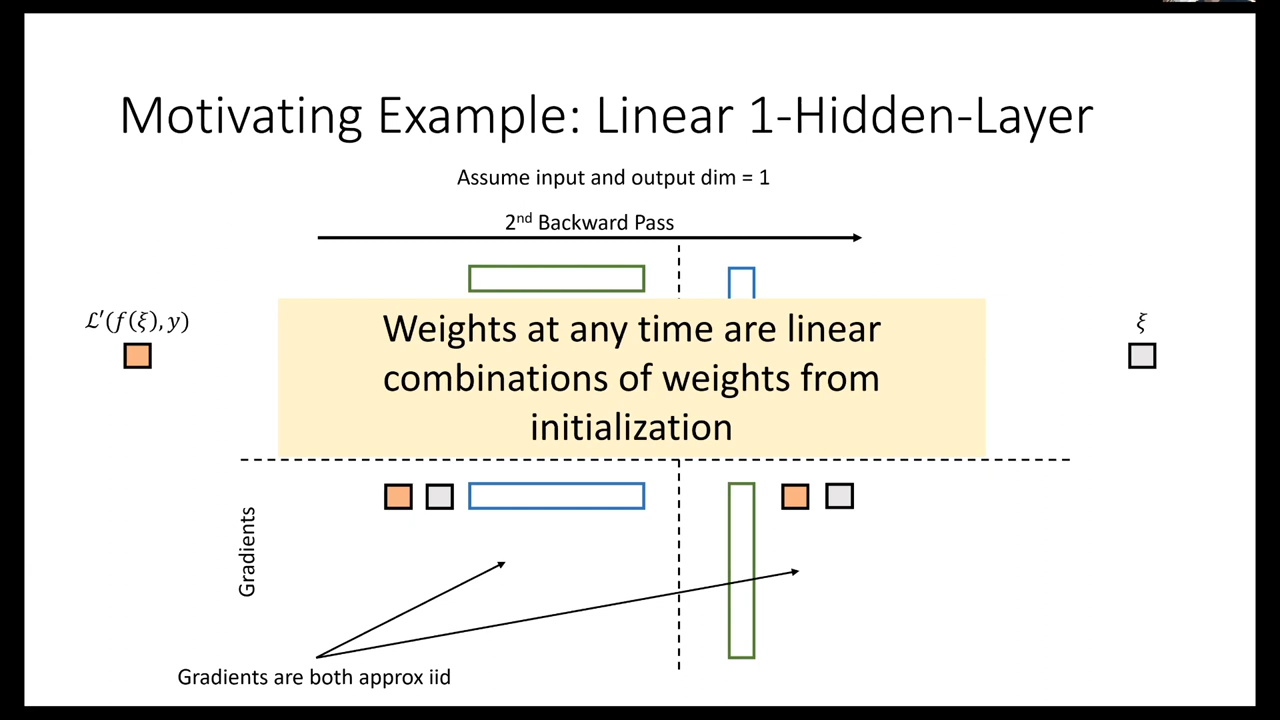 Motivating Example: Linear 1-Hidden-Layer
Assume input and output dim = 1
2nd Backward Pass
ℒ′(f(ξ), y)
ξ
Weights at any time are linear
combinations of weights from
initialization
Gradients
Gradients are both approx iid